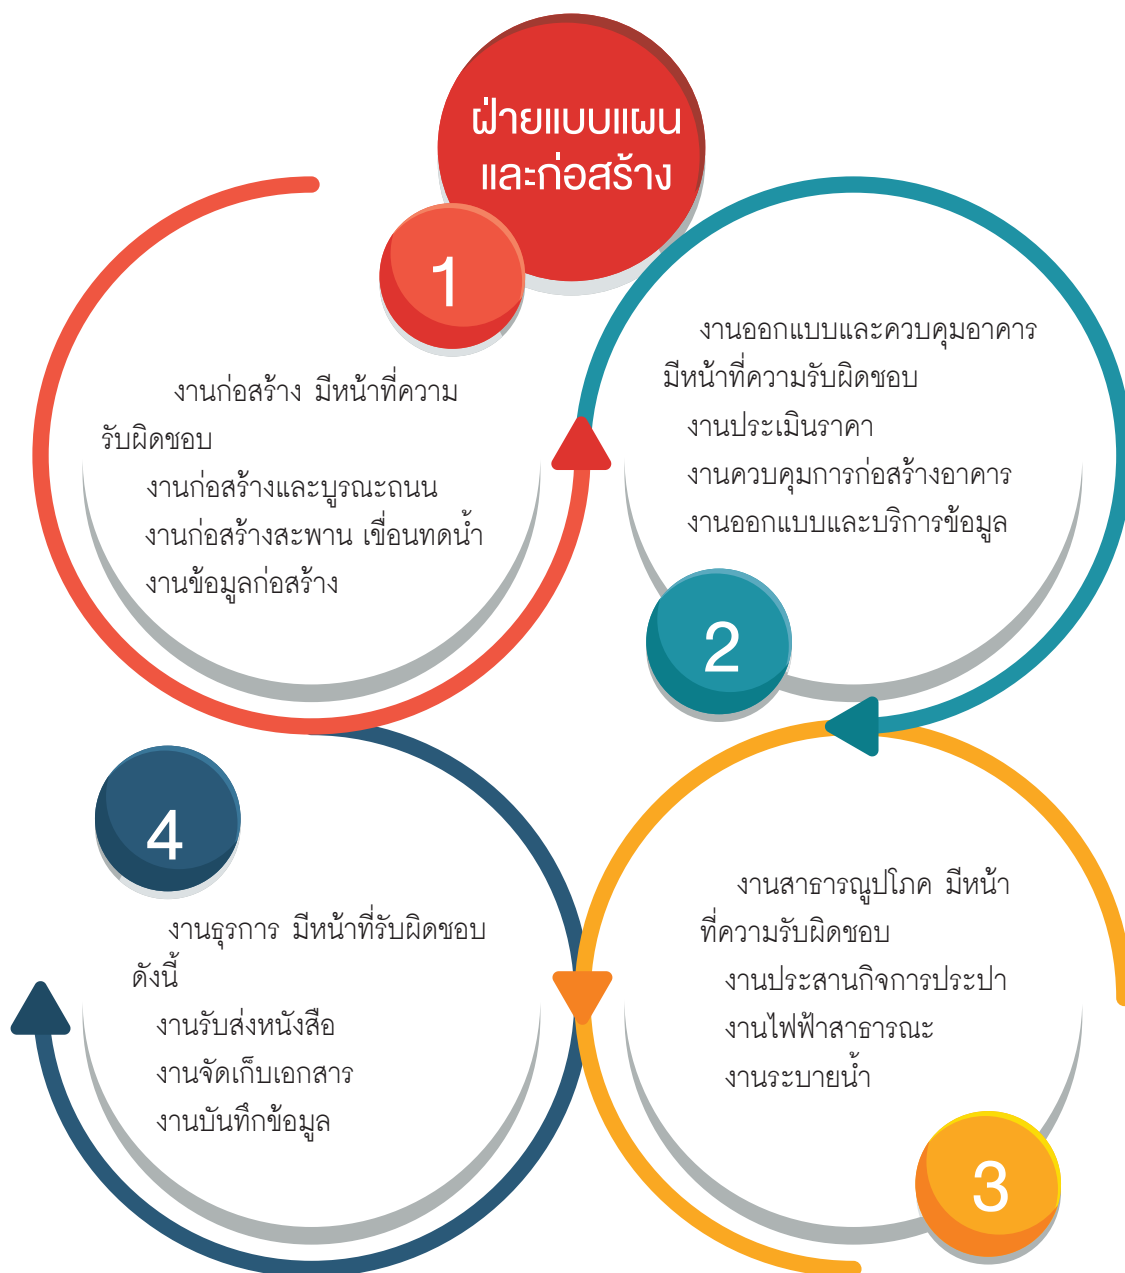 ฝ่ายแบบแผน
และก่อสร้าง
1
งานก่อสร้าง มีหน้าที่ความ
รับผิดชอบ
งานก่อสร้างและบูรณะถนน
งานก่อสร้างสะพาน เขื่อนทดน้ำ
งานข้อมูลก่อสร้าง
งานออกแบบและควบคุมอาคาร
มีหน้าที่ความรับผิดชอบ
งานประเมินราคา
งานควบคุมการก่อสร้างอาคาร
งานออกแบบและบริการข้อมูล
2
งานสาธารณูปโภค มีหน้า
ที่ความรับผิดชอบ
งานประสานกิจการประปา
งานไฟฟ้าสาธารณะ
งานระบายน้ำ
3
4
งานธุรการ มีหน้าที่รับผิดชอบ
ดังนี้
งานรับส่งหนังสือ
งานจัดเก็บเอกสาร
งานบันทึกข้อมูล